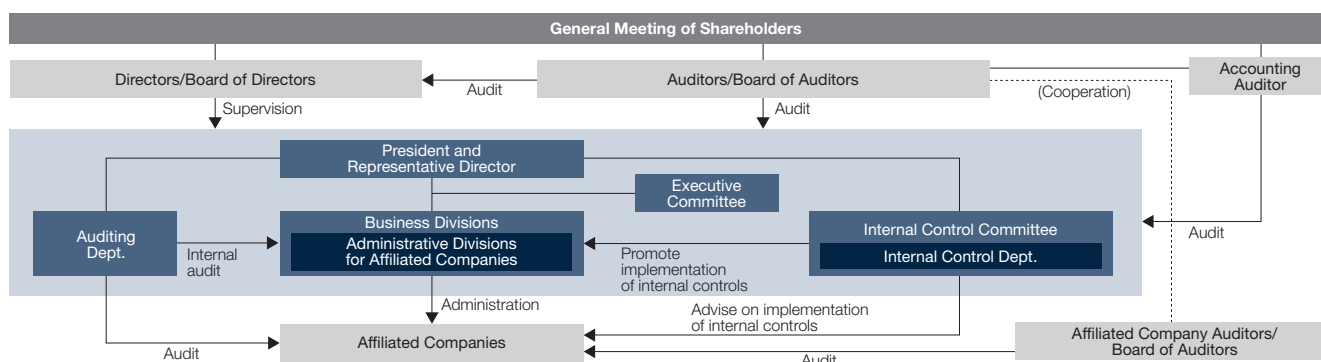 General Meeting of Shareholders
Directors/Board of Directors
Audit
Auditors/Board of Auditors
(Cooperation)
Accounting
Auditor
Supervision
Audit
President and
Representative Director
Executive
Committee
Auditing
Dept.
Internal
audit
Business Divisions
Administrative Divisions
for Affiliated Companies
Promote
implementation
of internal controls
Internal Control Committee
Internal Control Dept.
Audit
Administration
Advise on implementation
of internal controls
Audit
Affiliated Companies
Audit
Affiliated Company Auditors/
Board of Auditors